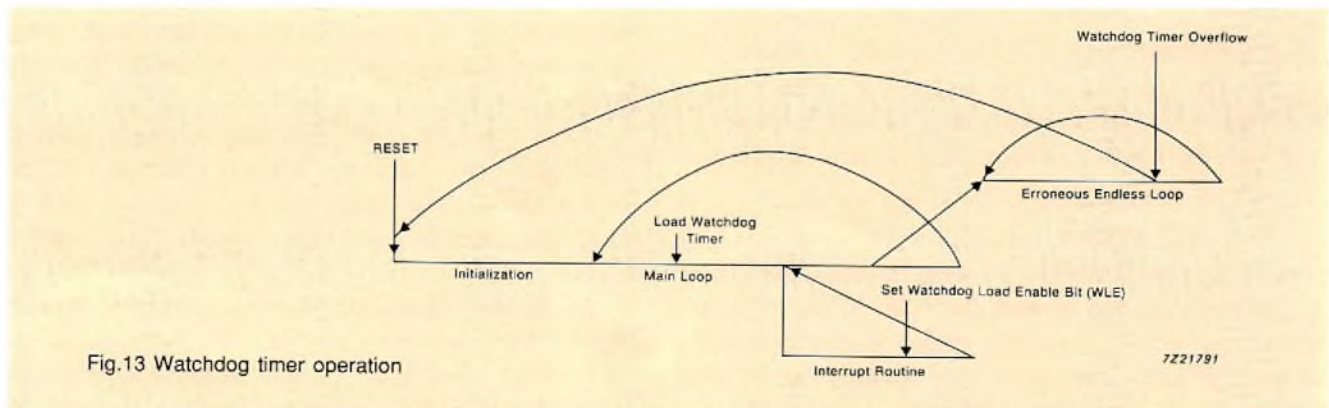 Watchdog Timer Overflow
RESET
Erroneous Endless Loop
Load Watchdog
Timer
Initialization
Main Loop
Set Watchdog Load Enable Bit (WLE)
Interrupt Routine
Fig.13 Watchdog timer operation
7Z21791